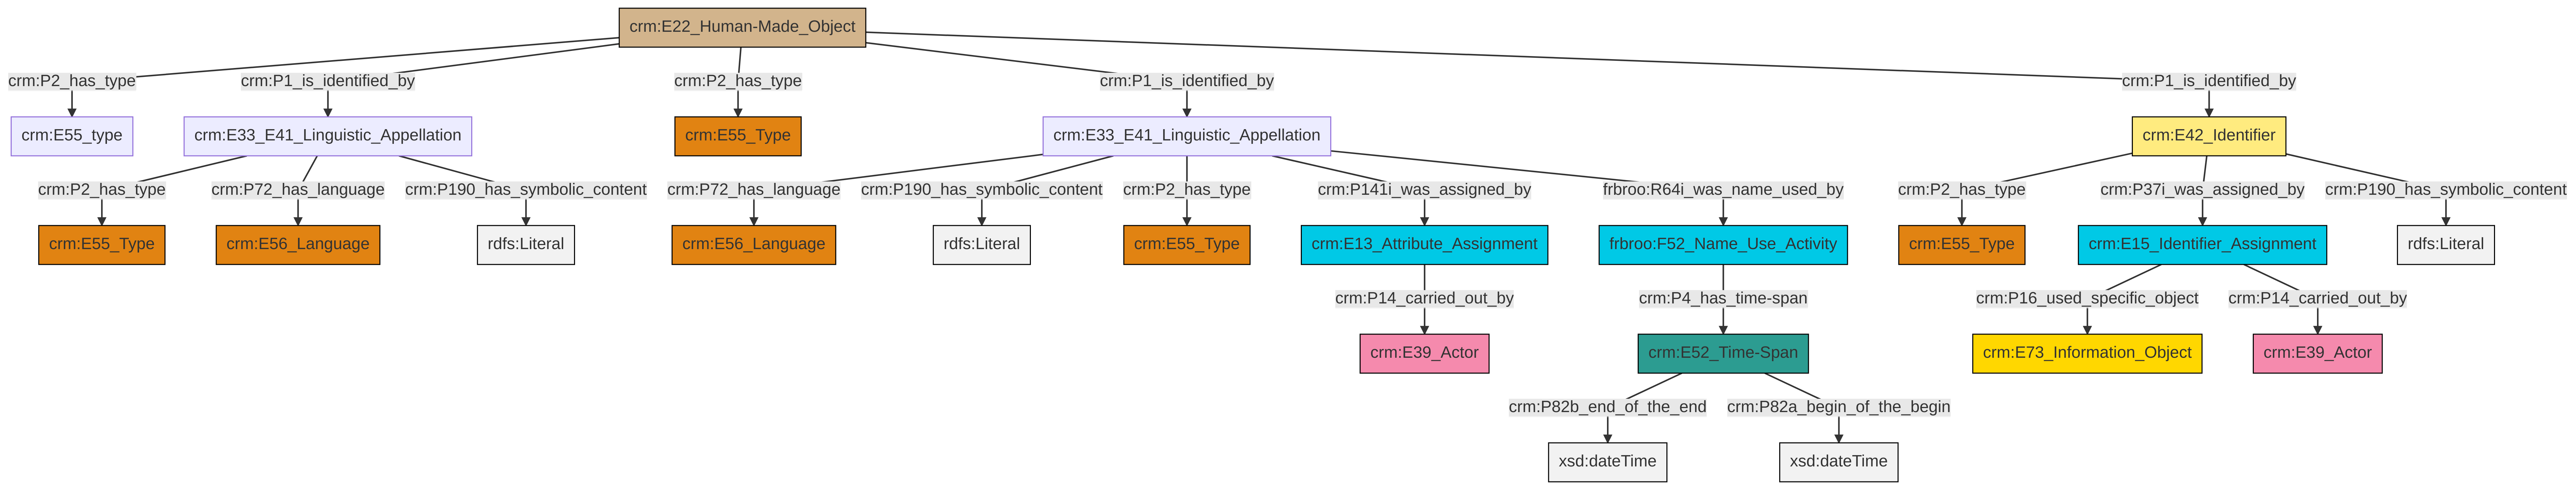 crm:E22_Human-Made_Object
crm:P2_has_type
crm:P1_is_identified_by
crm:P2_has_type
crm:P1_is_identified_by
crm:P1_is_identified_by
crm:E55_type
crm:E33_E41_Linguistic_Appellation
crm:E55_Type
crm:E33_E41_Linguistic_Appellation
crm:E42_Identifier
crm:P2_has_type
crm:P72_has_language
crm:P190_has_symbolic_content
crm:P72_has_language
crm:P190_has_symbolic_content
crm:P2_has_type
crm:P141i_was_assigned_by
frbroo:R64i_was_name_used_by
crm:P2_has_type
crm:P37i_was_assigned_by
crm:P190_has_symbolic_content
crm:E55_Type
crm:E56_Language
rdfs:Literal
crm:E56_Language
rdfs:Literal
crm:E55_Type
crm:E13_Attribute_Assignment
frbroo:F52_Name_Use_Activity
crm:E55_Type
crm:E15_Identifier_Assignment
rdfs:Literal
crm:P14_carried_out_by
crm:P4_has_time-span
crm:P16_used_specific_object
crm:P14_carried_out_by
crm:E39_Actor
crm:E52_Time-Span
crm:E73_Information_Object
crm:E39_Actor
crm:P82b_end_of_the_end
crm:P82a_begin_of_the_begin
xsd:dateTime
xsd:dateTime